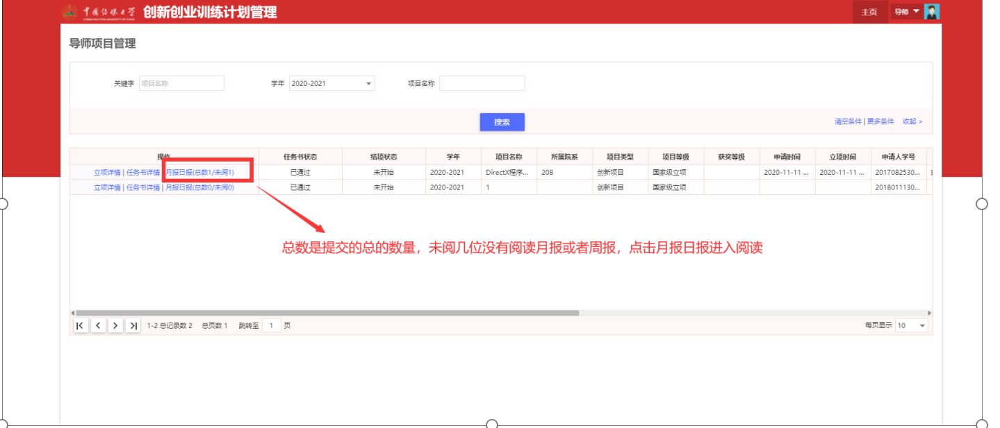 中国传媒大学 创新创业训练计划管理 主页 导师
COMMUNICATION UNIVERSITY OF CHINA
导师项目管理
关键字 项目名称 学年 2020-2021 项目名称
搜索 清空条件 | 更多条件 收起 >
操作 任务书状态 结项状态 学年 项目名称 所属院系 项目类型 项目等级 获奖等级 申请时间 立项时间 申请人学号
立项详情 | 任务书详情 | 月报日报(总数1/未阅1) 已通过 未开始 2020-2021 DirectX程序... 208 创新项目 国家级立项 2020-11-11 ... 2020-11-11 ... 2017082530...
立项详情 | 任务书详情 | 月报日报(总数0/未阅0) 已通过 未开始 2020-2021 1 创新项目 国家级立项 2018011130...
总数是提交的总的数量，未阅几位没有阅读月报或者周报，点击月报日报进入阅读
1-2 总记录数 2 总页数 1 跳转至 1 页 每页显示 10